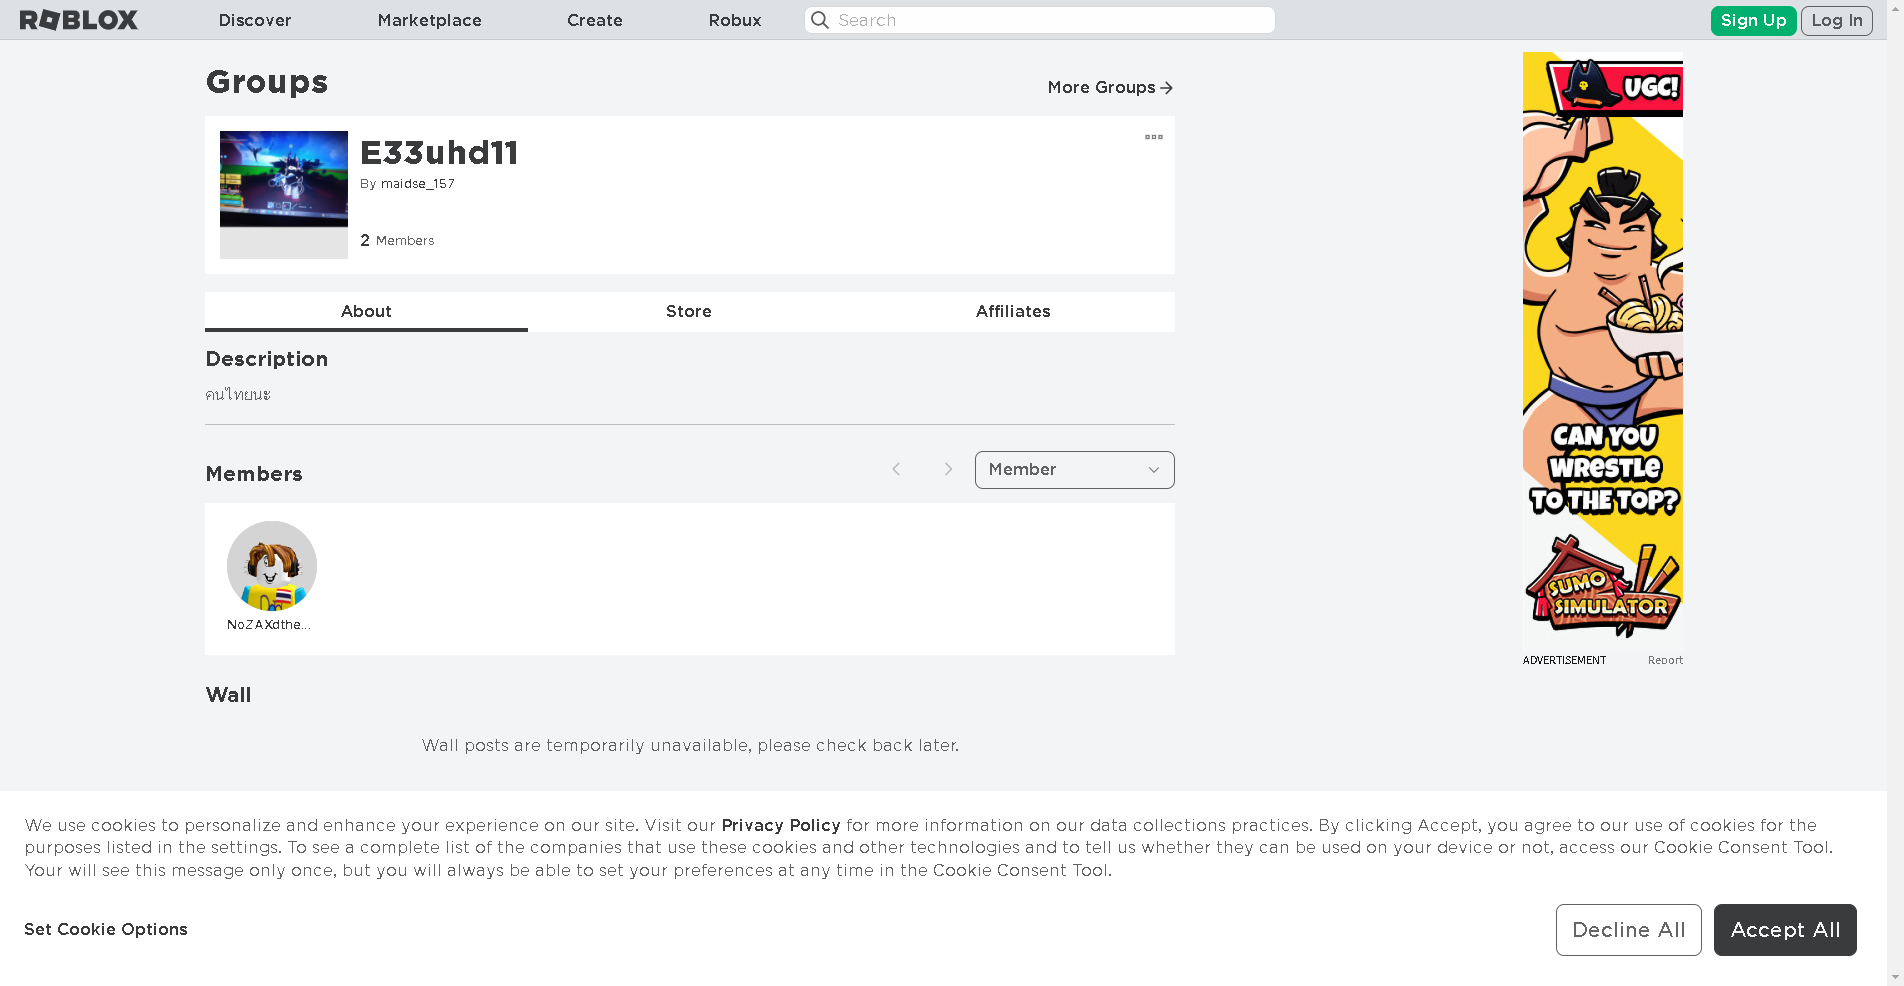 ROBLOX
Discover
Marketplace
Create
Robux
Search
Sign Up
Log In
Groups
More Groups
E33uhd11
By maidse_157
2 Members
About
Store
Affiliates
Description
คนไทยนะ
Members
Member
NoZAXdthe...
Wall
Wall posts are temporarily unavailable, please check back later.
UGC!
CAN YOU
WRESTLE
TO THE TOP?
SUMO
SIMULATOR
ADVERTISEMENT
Report
We use cookies to personalize and enhance your experience on our site. Visit our Privacy Policy for more information on our data collections practices. By clicking Accept, you agree to our use of cookies for the
purposes listed in the settings. To see a complete list of the companies that use these cookies and other technologies and to tell us whether they can be used on your device or not, access our Cookie Consent Tool.
Your will see this message only once, but you will always be able to set your preferences at any time in the Cookie Consent Tool.
Set Cookie Options
Decline All
Accept All